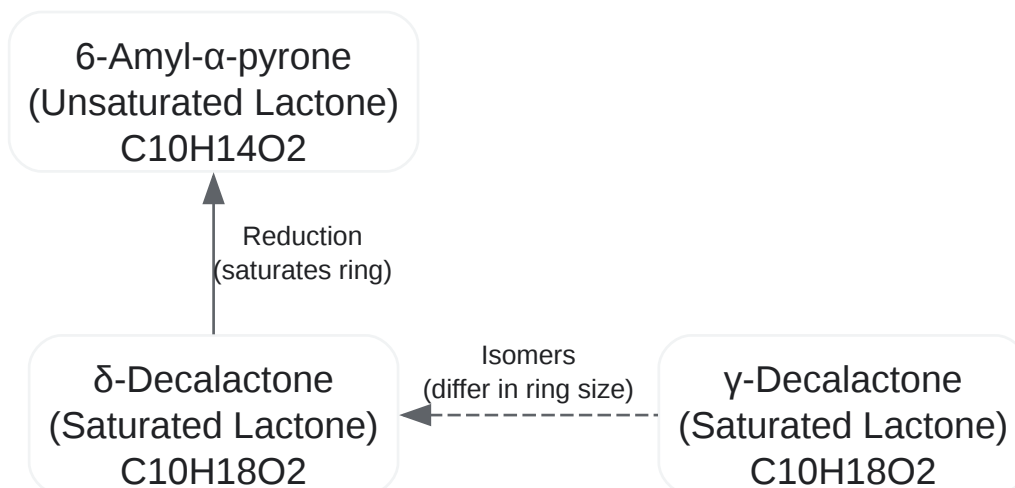 6-Amyl-α-pyrone
(Unsaturated Lactone)
C10H14O2
Reduction
(saturates ring)
Isomers
(differ in ring size)
δ-Decalactone
(Saturated Lactone)
C10H18O2
γ-Decalactone
(Saturated Lactone)
C10H18O2